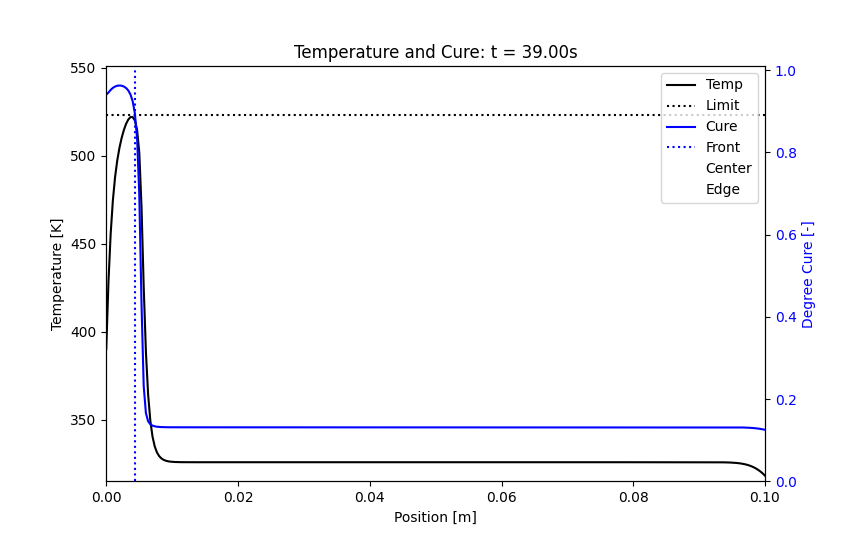 Temperature and Cure: t = 39.00s
550
500
450
400
350
Temperature [K]
0.00
0.02
0.04
0.06
0.08
0.10
Position [m]
1.0
0.8
0.6
0.4
0.2
0.0
Degree Cure [-]
Temp
Limit
Cure
Front
Center
Edge